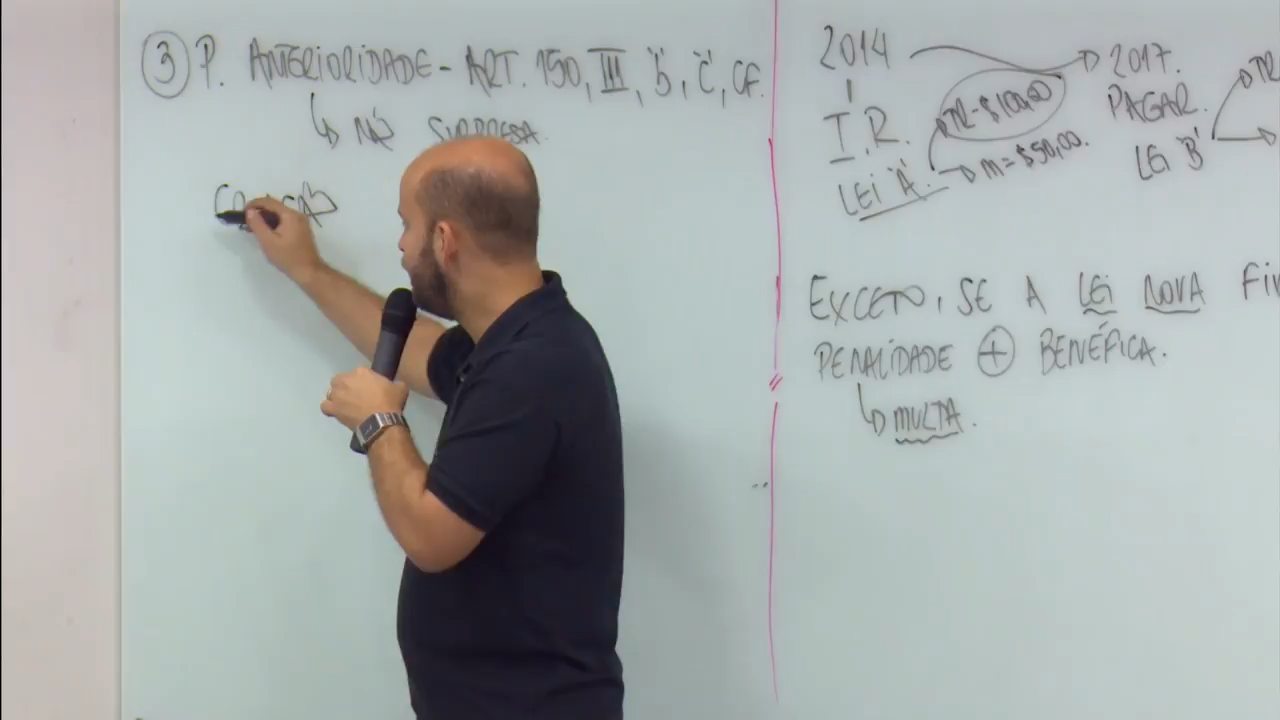 ③ P. ANTERIORIDADE - ART. 150, III, "b", "c", CF.
↳ NÃO SURPRESA.
2014 → 2017.
I.R. TR - $100,00 PAGAR. TR
LEI "A" → m = $50,00. LEI "B"
EXCETO, SE A LEI NOVA
PENALIDADE ⊕ BENÉFICA.
↳ MULTA.